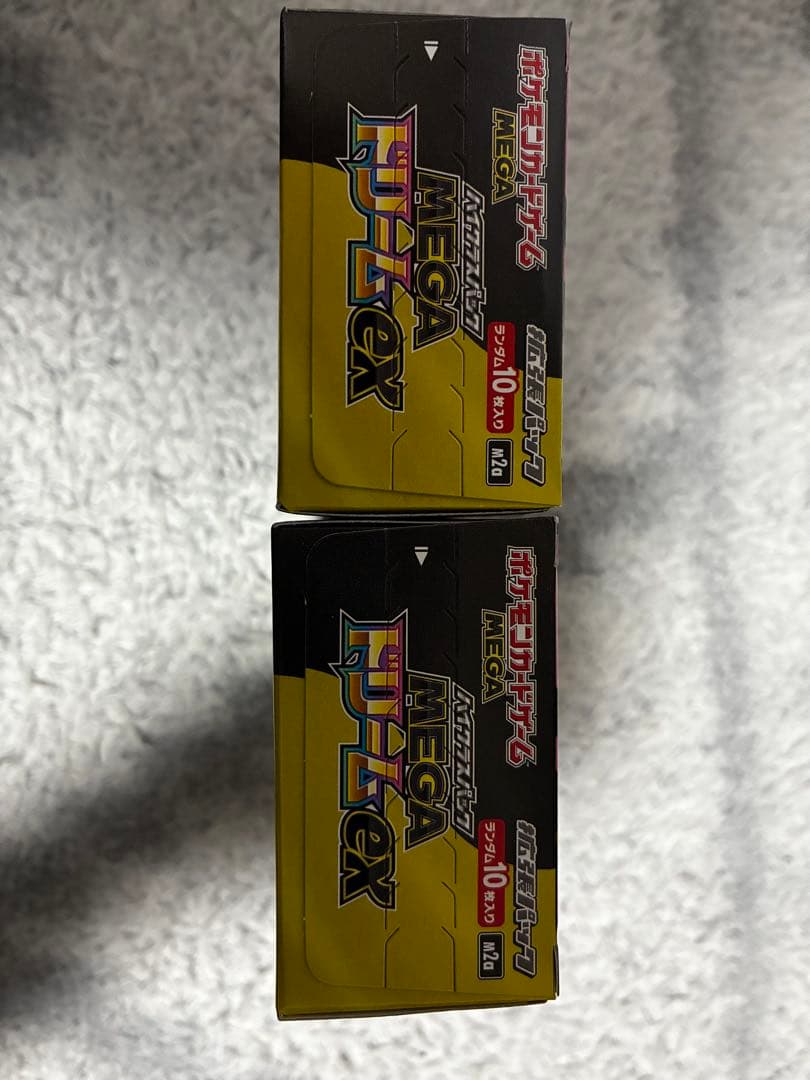 ポケモンカードゲーム
MEGA
拡張パック
ハイクラスパック
MEGA
ドリームex
ランダム10枚入り
M2a
ポケモンカードゲーム
MEGA
拡張パック
ハイクラスパック
MEGA
ドリームex
ランダム10枚入り
M2a